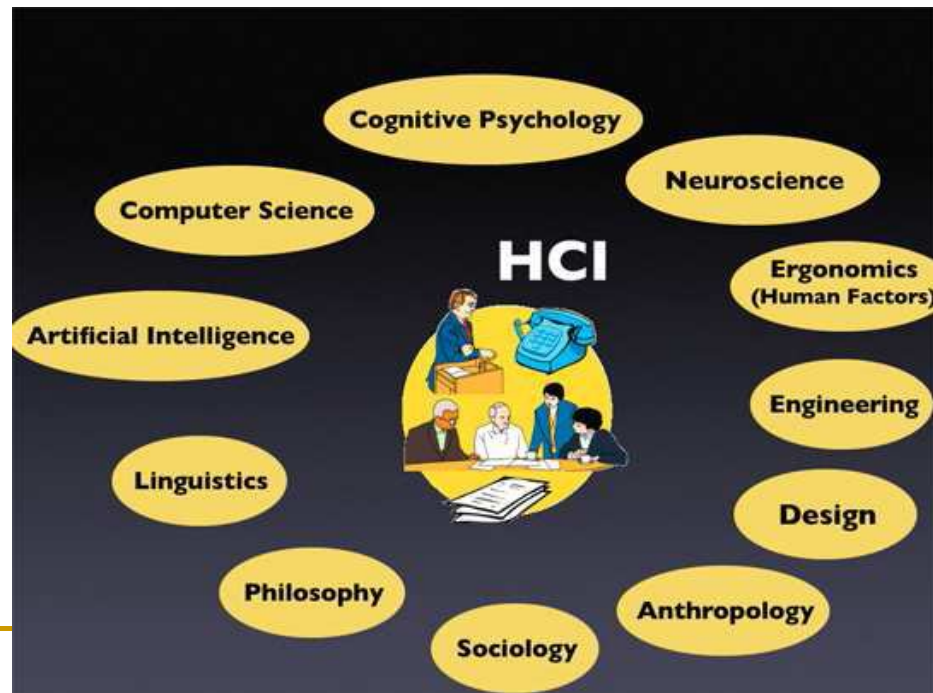 Cognitive Psychology
Neuroscience
Computer Science
HCI
Ergonomics
(Human Factors)
Artificial Intelligence
Engineering
Linguistics
Design
Philosophy
Anthropology
Sociology